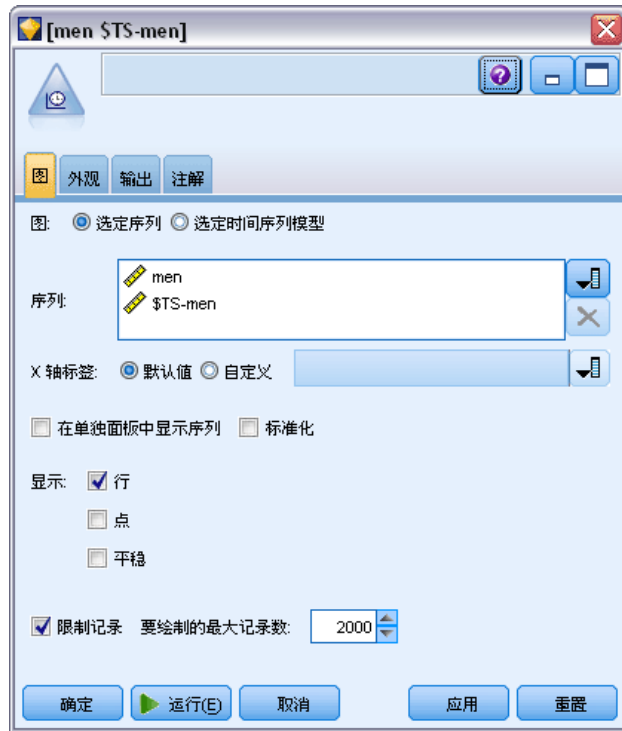 [men $TS-men]
图 外观 输出 注解
图: 选定序列 选定时间序列模型
序列: men
$TS-men
X 轴标签: 默认值 自定义
在单独面板中显示序列 标准化
显示: 行
点
平稳
限制记录 要绘制的最大记录数: 2000
确定 运行(E) 取消 应用 重置